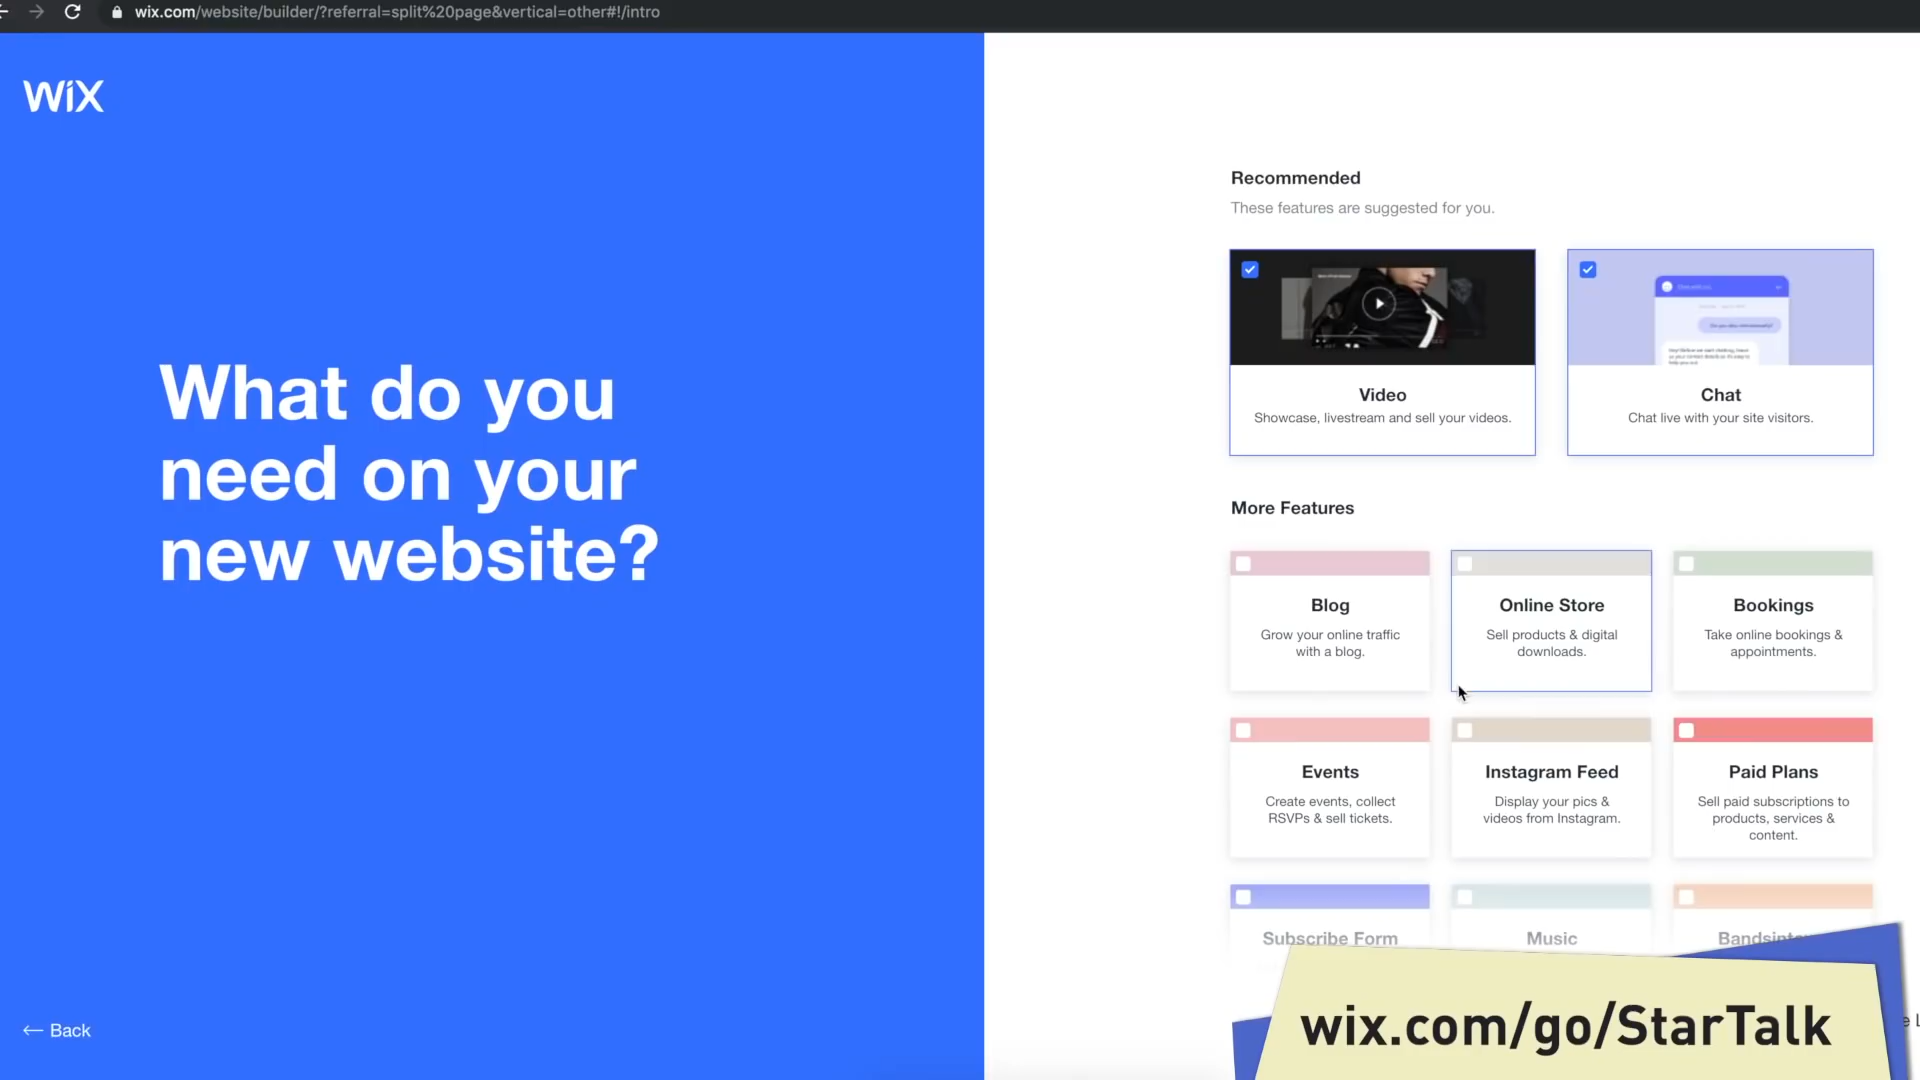 wix.com/website/builder/?referral=split%20page&vertical=other#!/intro
WiX
What do you
need on your
new website?
Back
Recommended
These features are suggested for you.
Video
Showcase, livestream and sell your videos.
Chat
Chat live with your site visitors.
More Features
Blog
Grow your online traffic
with a blog.
Online Store
Sell products & digital
downloads.
Bookings
Take online bookings &
appointments.
Events
Create events, collect
RSVPs & sell tickets.
Instagram Feed
Display your pics &
videos from Instagram.
Paid Plans
Sell paid subscriptions to
products, services &
content.
Subscribe Form
Music
wix.com/go/StarTalk